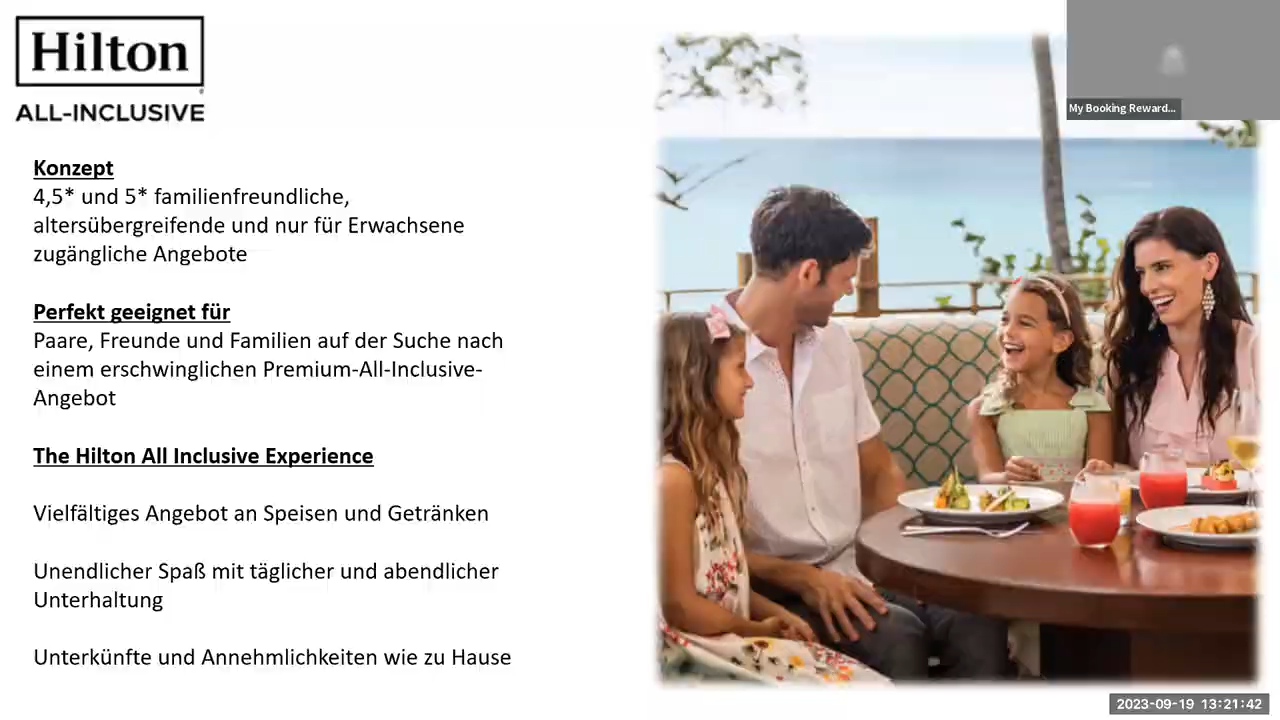 Hilton
ALL-INCLUSIVE
My Booking Reward...
Konzept
4,5* und 5* familienfreundliche,
altersübergreifende und nur für Erwachsene
zugängliche Angebote
Perfekt geeignet für
Paare, Freunde und Familien auf der Suche nach
einem erschwinglichen Premium-All-Inclusive-
Angebot
The Hilton All Inclusive Experience
Vielfältiges Angebot an Speisen und Getränken
Unendlicher Spaß mit täglicher und abendlicher
Unterhaltung
Unterkünfte und Annehmlichkeiten wie zu Hause
2023-09-19 13:21:42